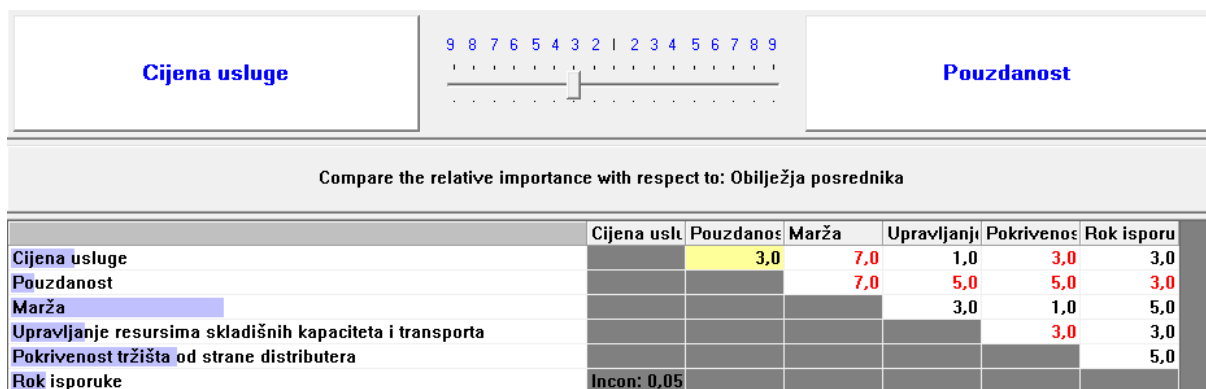 Cijena usluge
9 8 7 6 5 4 3 2 1 2 3 4 5 6 7 8 9
Pouzdanost
Compare the relative importance with respect to: Obilježja posrednika
Cijena uslu Pouzdanos Marža Upravljanje Pokrivenos Rok isporu
Cijena usluge 3,0 7,0 1,0 3,0 3,0
Pouzdanost 7,0 5,0 5,0 3,0
Marža 3,0 1,0 5,0
Upravljanje resursima skladišnih kapaciteta i transporta 3,0 3,0
Pokrivenost tržišta od strane distributera 5,0
Rok isporuke Incon: 0,05